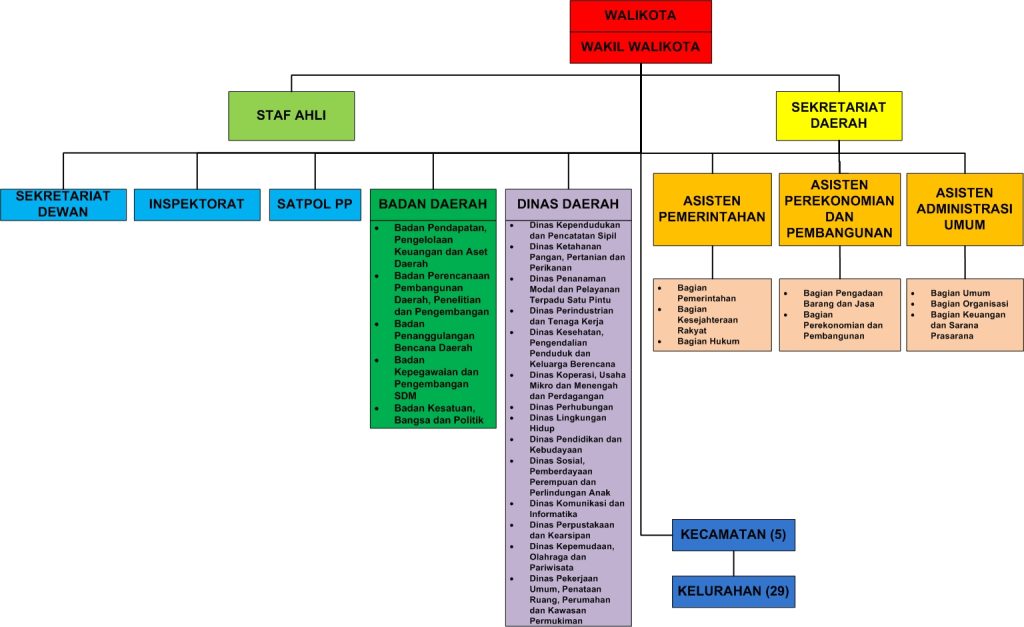 WALIKOTA
WAKIL WALIKOTA
STAF AHLI
SEKRETARIAT
DAERAH
SEKRETARIAT
DEWAN
INSPEKTORAT
SATPOL PP
BADAN DAERAH
• Badan Pendapatan,
Pengelolaan
Keuangan dan Aset
Daerah
• Badan Perencanaan
Pembangunan
Daerah, Penelitian
dan Pengembangan
• Badan
Penanggulangan
Bencana Daerah
• Badan
Kepegawaian dan
Pengembangan
SDM
• Badan Kesatuan,
Bangsa dan Politik
DINAS DAERAH
• Dinas Kependudukan
dan Pencatatan Sipil
• Dinas Ketahanan
Pangan, Pertanian dan
Perikanan
• Dinas Penanaman
Modal dan Pelayanan
Terpadu Satu Pintu
• Dinas Perindustrian
dan Tenaga Kerja
• Dinas Kesehatan,
Pengendalian
Penduduk dan
Keluarga Berencana
• Dinas Koperasi, Usaha
Mikro dan Menengah
dan Perdagangan
• Dinas Perhubungan
• Dinas Lingkungan
Hidup
• Dinas Pendidikan dan
Kebudayaan
• Dinas Sosial,
Pemberdayaan
Perempuan dan
Perlindungan Anak
• Dinas Komunikasi dan
Informatika
• Dinas Perpustakaan
dan Kearsipan
• Dinas Kepemudaan,
Olahraga dan
Pariwisata
• Dinas Pekerjaan
Umum, Penataan
Ruang, Perumahan
dan Kawasan
Permukiman
ASISTEN
PEMERINTAHAN
• Bagian
Pemerintahan
• Bagian
Kesejahteraan
Rakyat
• Bagian Hukum
ASISTEN
PEREKONOMIAN
DAN
PEMBANGUNAN
• Bagian Pengadaan
Barang dan Jasa
• Bagian
Perekonomian dan
Pembangunan
ASISTEN
ADMINISTRASI
UMUM
• Bagian Umum
• Bagian Organisasi
• Bagian Keuangan
dan Sarana
Prasarana
KECAMATAN (5)
KELURAHAN (29)